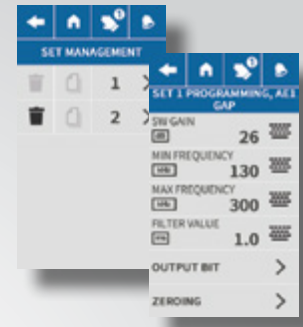 SET MANAGEMENT
1
2
SET 1 PROGRAMMING, AE1
GAP
SW GAIN
26
MIN FREQUENCY
130
MAX FREQUENCY
300
FILTER VALUE
1.0
OUTPUT BIT
ZEROING